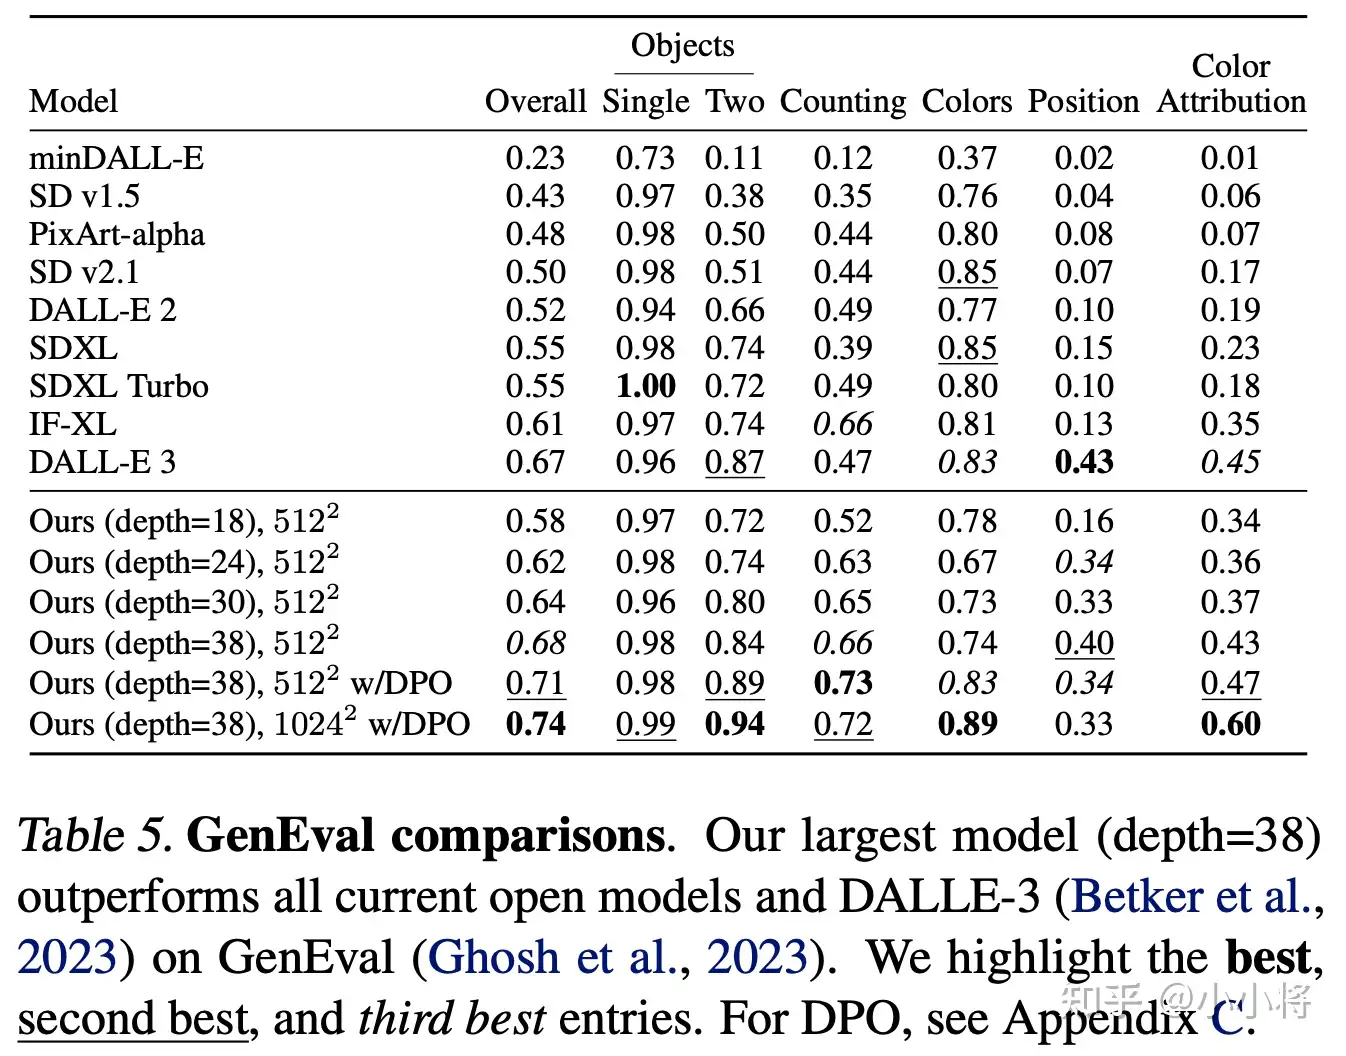 Objects
Color
Model Overall Single Two Counting Colors Position Attribution
minDALL-E 0.23 0.73 0.11 0.12 0.37 0.02 0.01
SD v1.5 0.43 0.97 0.38 0.35 0.76 0.04 0.06
PixArt-alpha 0.48 0.98 0.50 0.44 0.80 0.08 0.07
SD v2.1 0.50 0.98 0.51 0.44 0.85 0.07 0.17
DALL-E 2 0.52 0.94 0.66 0.49 0.77 0.10 0.19
SDXL 0.55 0.98 0.74 0.39 0.85 0.15 0.23
SDXL Turbo 0.55 1.00 0.72 0.49 0.80 0.10 0.18
IF-XL 0.61 0.97 0.74 0.66 0.81 0.13 0.35
DALL-E 3 0.67 0.96 0.87 0.47 0.83 0.43 0.45
Ours (depth=18), 512² 0.58 0.97 0.72 0.52 0.78 0.16 0.34
Ours (depth=24), 512² 0.62 0.98 0.74 0.63 0.67 0.34 0.36
Ours (depth=30), 512² 0.64 0.96 0.80 0.65 0.73 0.33 0.37
Ours (depth=38), 512² 0.68 0.98 0.84 0.66 0.74 0.40 0.43
Ours (depth=38), 512² w/DPO 0.71 0.98 0.89 0.73 0.83 0.34 0.47
Ours (depth=38), 1024² w/DPO 0.74 0.99 0.94 0.72 0.89 0.33 0.60
Table 5. GenEval comparisons. Our largest model (depth=38)
outperforms all current open models and DALLE-3 (Betker et al.,
2023) on GenEval (Ghosh et al., 2023). We highlight the best,
second best, and third best entries. For DPO, see Appendix C.
知乎 @小小将